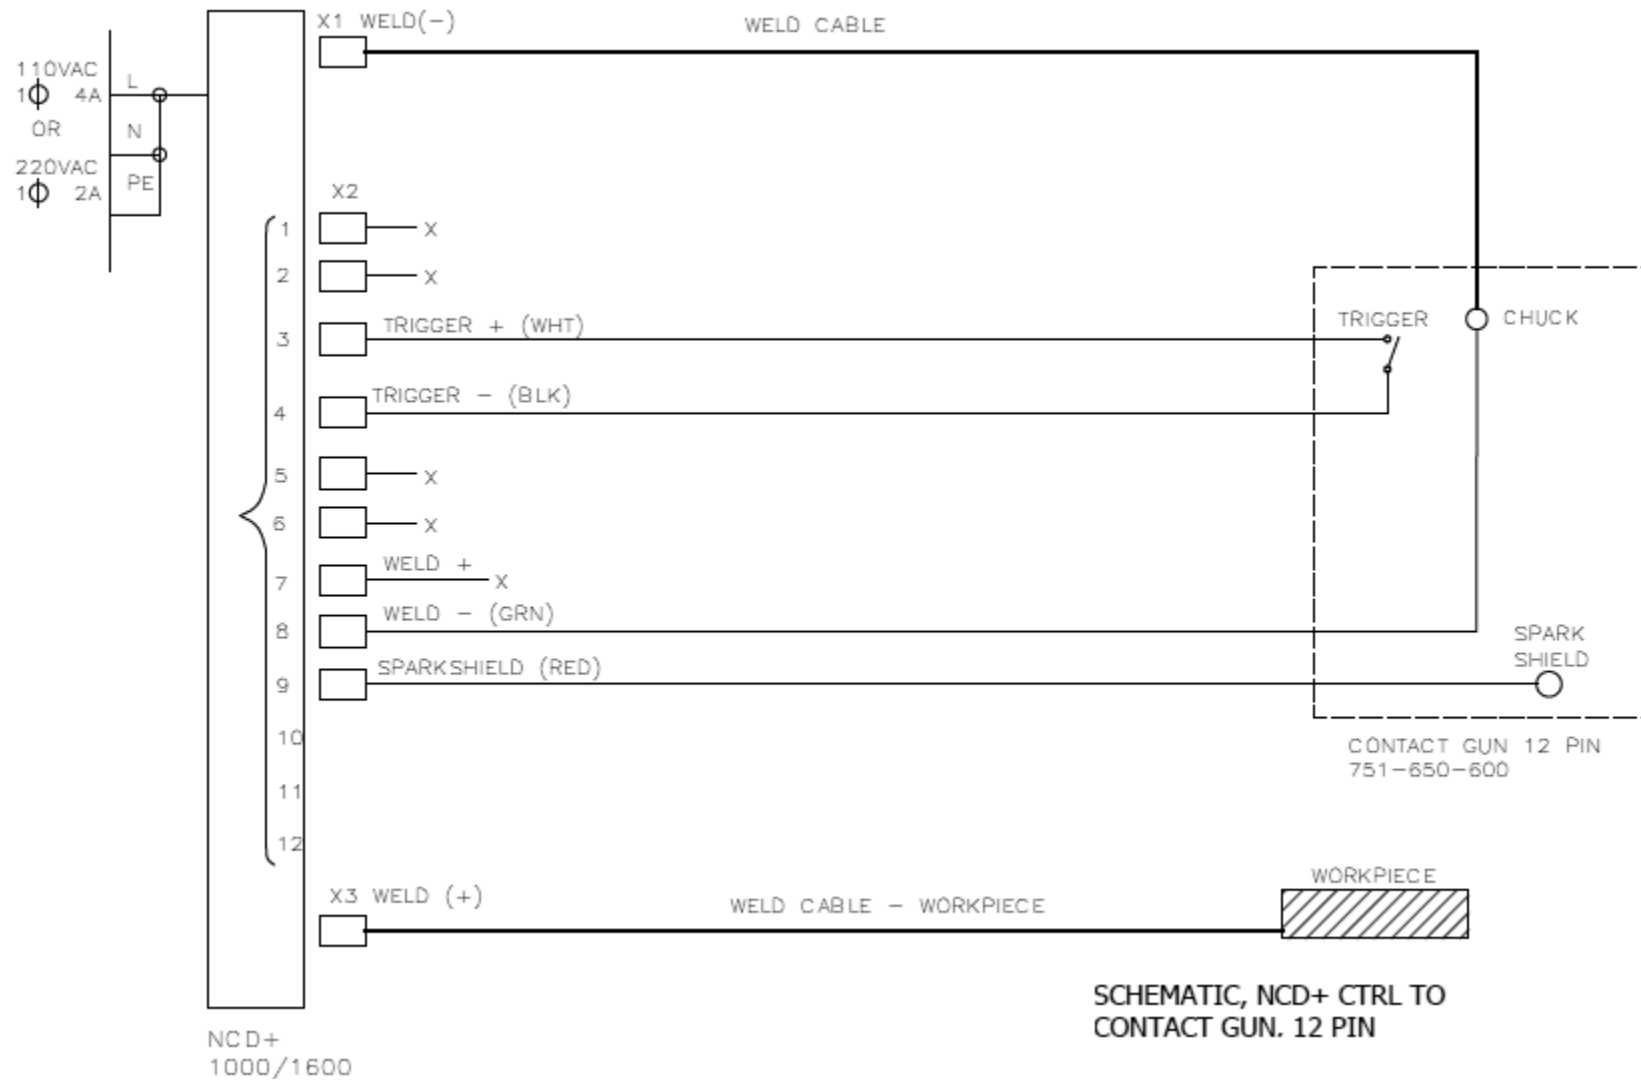 X1 WELD(-)
WELD CABLE
110VAC
1Φ 4A
L
OR
N
220VAC
1Φ 2A
PE
X2
1
X
2
X
3
TRIGGER + (WHT)
TRIGGER
CHUCK
4
TRIGGER - (BLK)
5
X
6
X
7
WELD +
X
8
WELD - (GRN)
9
SPARKSHIELD (RED)
SPARK
SHIELD
10
11
12
CONTACT GUN 12 PIN
751-650-600
X3 WELD (+)
WELD CABLE - WORKPIECE
WORKPIECE
SCHEMATIC, NCD+ CTRL TO
CONTACT GUN. 12 PIN
NCD+
1000/1600